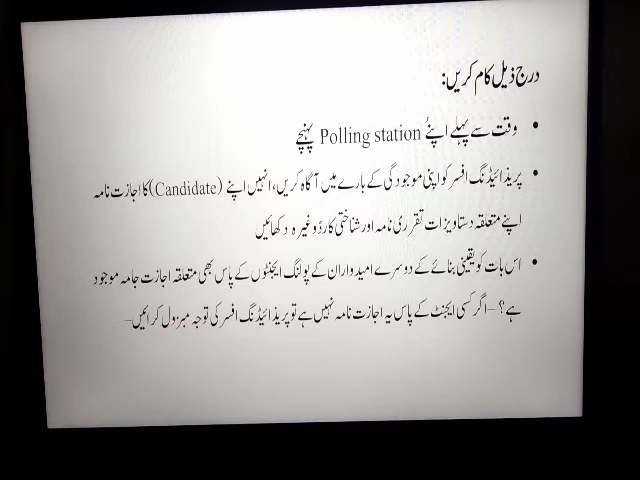 درج ذیل کام کریں:
• وقت سے پہلے اپنےُ Polling station پہنچے
• پریذائیڈنگ افسر کو اپنی موجودگی کے بارے میں آگاہ کریں، انہیں اپنے (Candidate) کا اجازت نامہ
اپنے متعلقہ دستاویزات تقرری نامہ اور شناختی کارڈ وغیرہ دکھائیں
• اس بات کو یقینی بنائے کے دوسرے امیدواران کے پولنگ ایجنٹوں کے پاس بھی متعلقہ اجازت جامہ موجود
ہے؟ –اگر کسی ایجنٹ کے پاس یہ اجازت نامہ نہیں ہے تو پریذائیڈنگ افسر کی توجہ مبزول کرائیں–